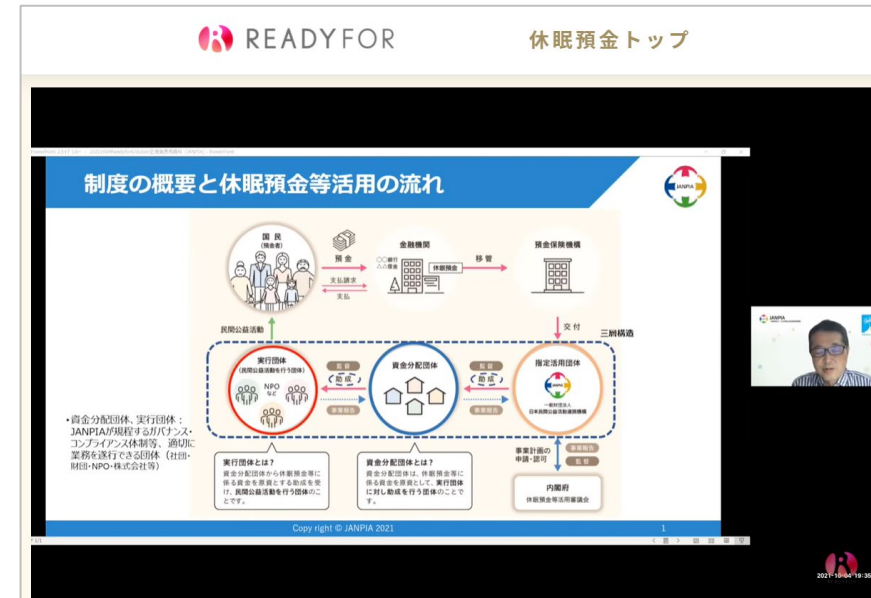 READYFOR
休眠預金トップ
制度の概要と休眠預金等活用の流れ
JANPIA
国民
(預金者)
預金
支払請求
支払
金融機関
○○銀行
△△信金
休眠預金
移管
預金保険機構
交付
三層構造
民間公益活動
実行団体
(民間公益活動を行う団体)
NPO
など
監督
助成
事業報告
資金分配団体
監督
助成
事業報告
指定活用団体
JANPIA
一般財団法人
日本民間公益活動連携機構
・資金分配団体、実行団体:
JANPIAが規程するガバナンス・
コンプライアンス体制等、適切に
業務を遂行できる団体(社団・
財団・NPO・株式会社等)
実行団体とは?
資金分配団体から休眠預金等に
係る資金を原資とする助成を受
け、民間公益活動を行う団体のこ
とです。
資金分配団体とは?
資金分配団体は、休眠預金等に
係る資金を原資として、実行団体
に対し助成を行う団体のことで
す。
事業計画の
申請・認可
事業報告
監督
内閣府
休眠預金等活用審議会
Copy right © JANPIA 2021
1
JANPIA
2021-10-04 19:35